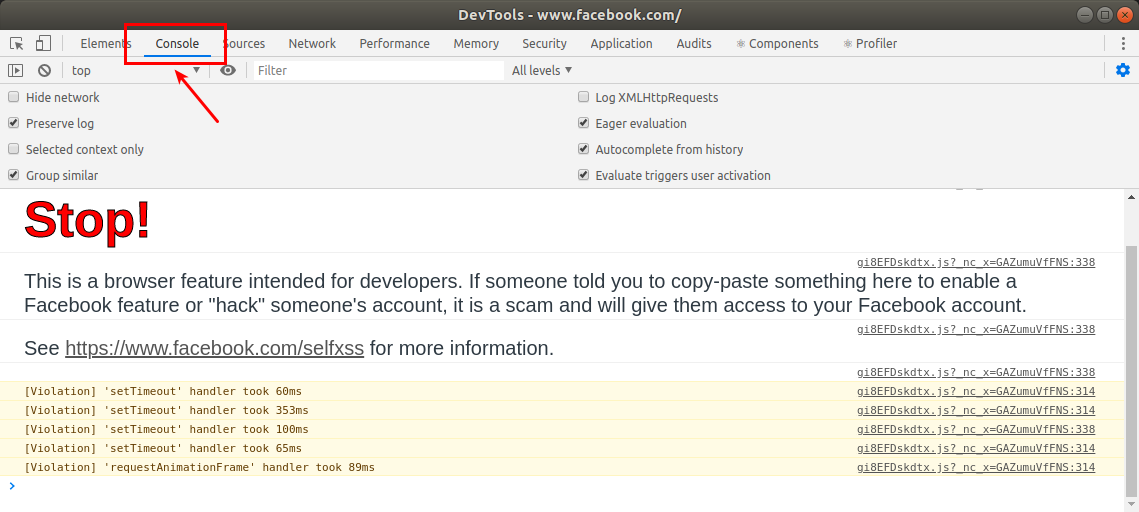 DevTools - www.facebook.com/
Elements Console Sources Network Performance Memory Security Application Audits Components Profiler
top Filter All levels
Hide network Log XMLHttpRequests
Preserve log Eager evaluation
Selected context only Autocomplete from history
Group similar Evaluate triggers user activation
Stop!
gi8EFDskdtx.js?_nc_x=GAZumuVfFNS:338
This is a browser feature intended for developers. If someone told you to copy-paste something here to enable a
Facebook feature or "hack" someone's account, it is a scam and will give them access to your Facebook account.
gi8EFDskdtx.js?_nc_x=GAZumuVfFNS:338
See https://www.facebook.com/selfxss for more information.
gi8EFDskdtx.js?_nc_x=GAZumuVfFNS:338
[Violation] 'setTimeout' handler took 60ms gi8EFDskdtx.js?_nc_x=GAZumuVfFNS:314
[Violation] 'setTimeout' handler took 353ms gi8EFDskdtx.js?_nc_x=GAZumuVfFNS:314
[Violation] 'setTimeout' handler took 100ms gi8EFDskdtx.js?_nc_x=GAZumuVfFNS:338
[Violation] 'setTimeout' handler took 65ms gi8EFDskdtx.js?_nc_x=GAZumuVfFNS:314
[Violation] 'requestAnimationFrame' handler took 89ms gi8EFDskdtx.js?_nc_x=GAZumuVfFNS:314